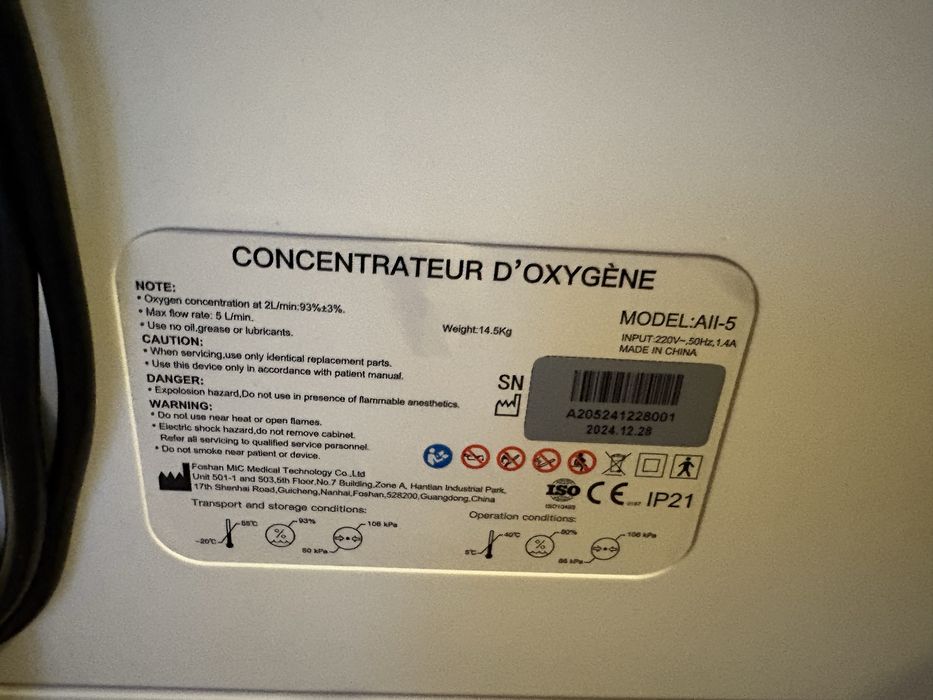 CONCENTRATEUR D'OXYGÈNE
NOTE:
• Oxygen concentration at 2L/min:93%±3%.
• Max flow rate: 5 L/min.
• Use no oil,grease or lubricants.
Weight:14.5Kg
MODEL:AII-5
INPUT:220V~,50Hz,1.4A
MADE IN CHINA
CAUTION:
• When servicing,use only identical replacement parts.
• Use this device only in accordance with patient manual.
DANGER:
• Expolosion hazard,Do not use in presence of flammable anesthetics.
WARNING:
• Do not use near heat or open flames.
• Electric shock hazard,do not remove cabinet.
Refer all servicing to qualified service personnel.
• Do not smoke near patient or device.
SN
A205241228001
2024.12.28
Foshan MIC Medical Technology Co.,Ltd
Unit 501-1 and 503,5th Floor,No.7 Building,Zone A, Hantian Industrial Park,
17th Shenhai Road,Guicheng,Nanhai,Foshan,528200,Guangdong,China
ISO
CE
IP21
Transport and storage conditions:
-20℃
55℃
93%
50 kPa
106 kPa
Operation conditions:
5℃
40℃
80%
86 kPa
106 kPa